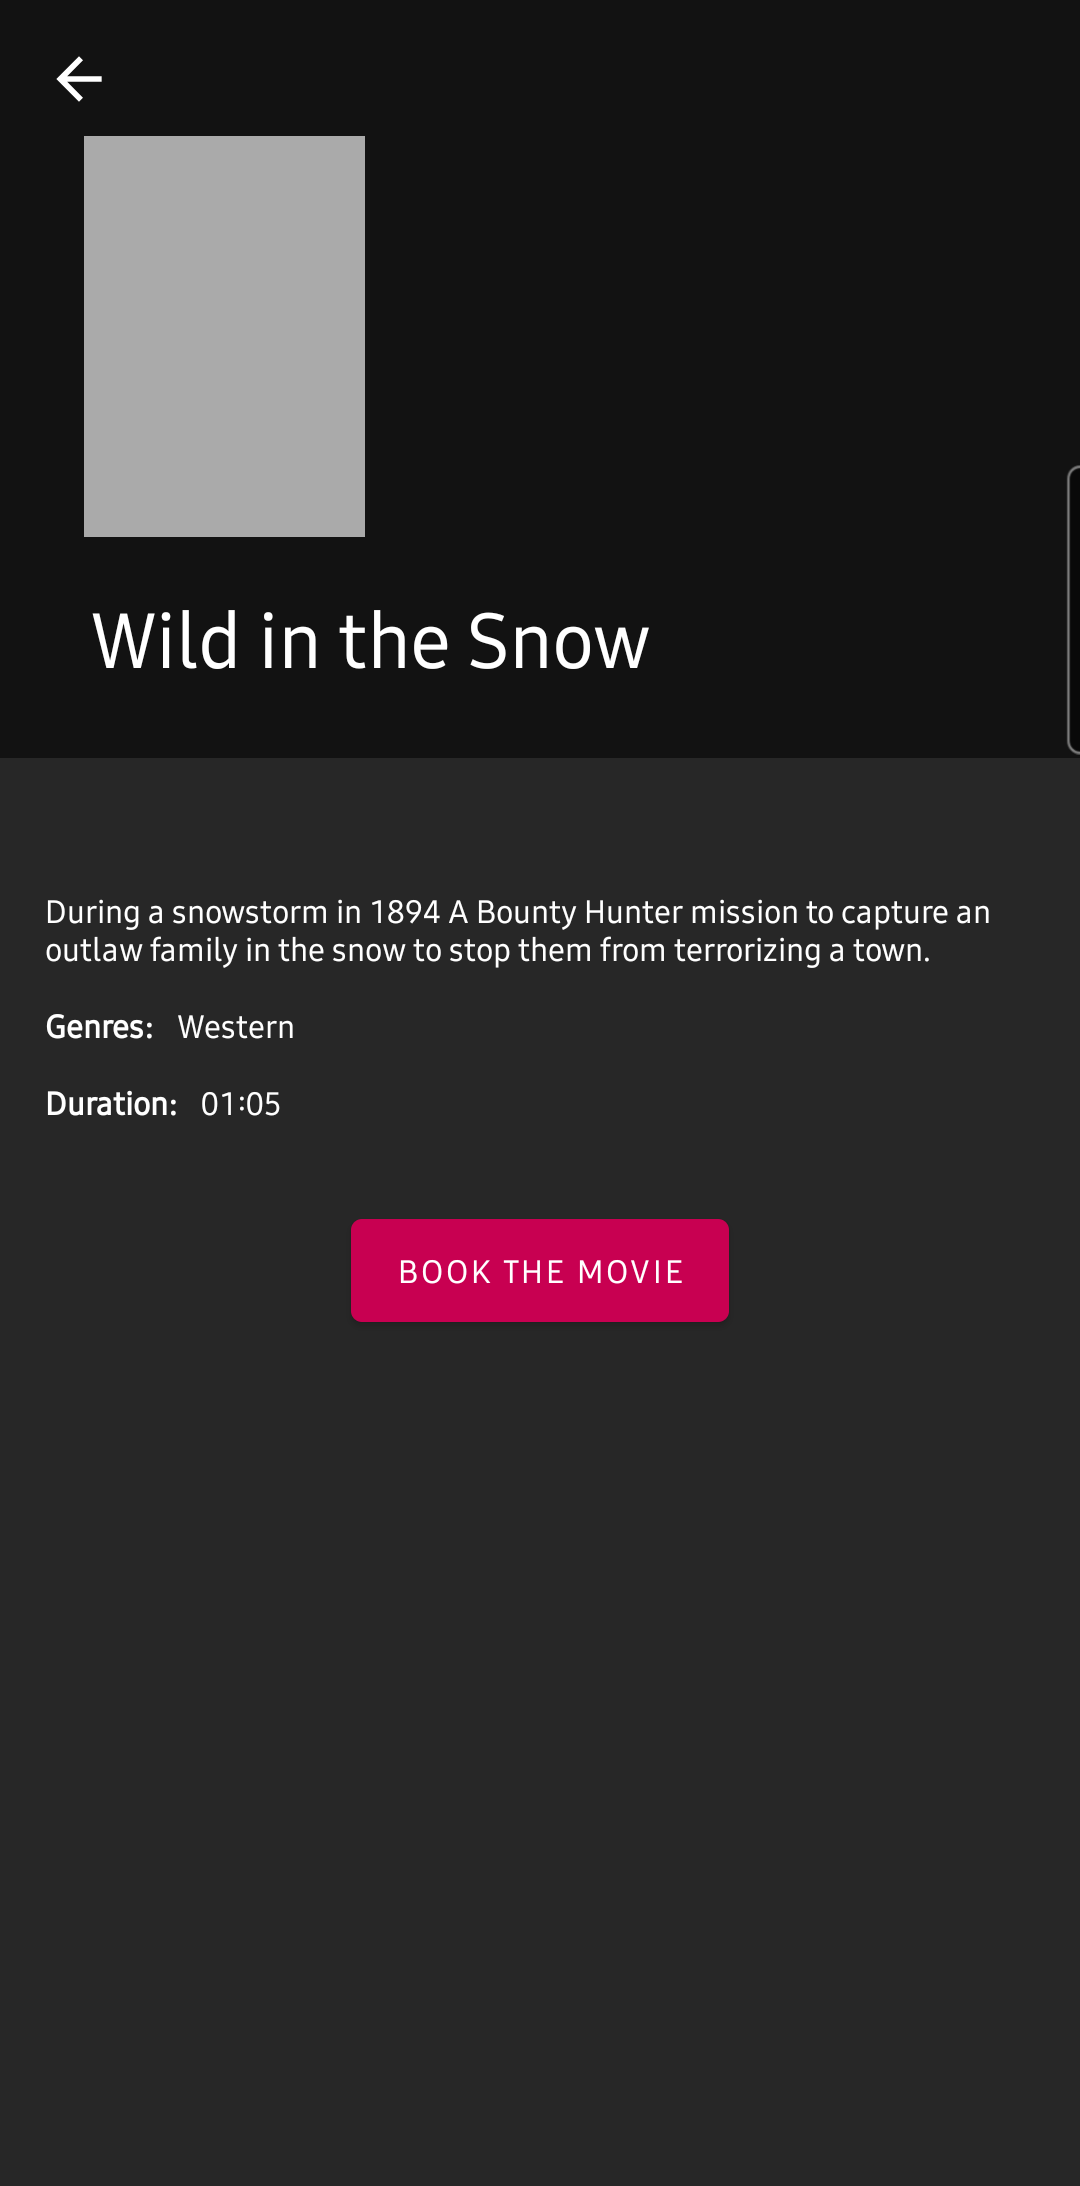 Wild in the Snow
During a snowstorm in 1894 A Bounty Hunter mission to capture an
outlaw family in the snow to stop them from terrorizing a town.
Genres: Western
Duration: 01:05
BOOK THE MOVIE